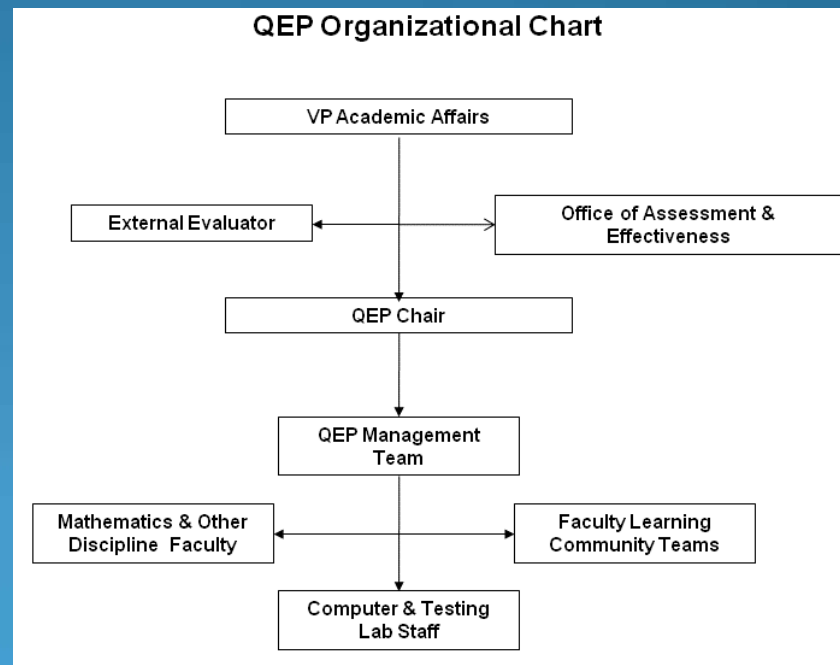 QEP Organizational Chart
VP Academic Affairs
External Evaluator
Office of Assessment &
Effectiveness
QEP Chair
QEP Management
Team
Mathematics & Other
Discipline Faculty
Faculty Learning
Community Teams
Computer & Testing
Lab Staff